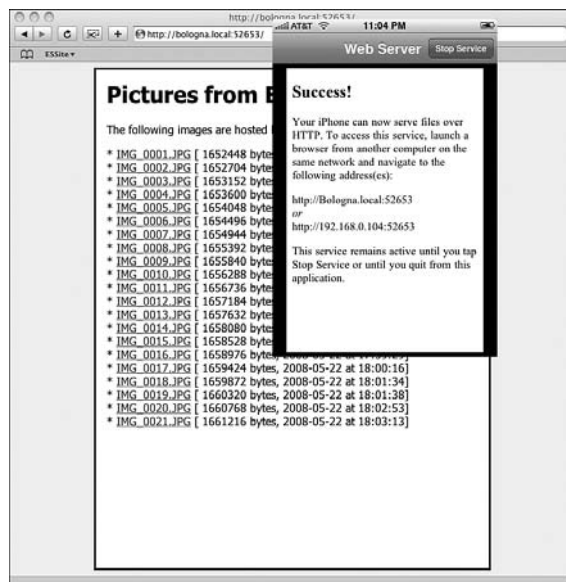 http://bologna.local:52653/
http://bologna.local:52653/
ESSite
AT&T 11:04 PM
Web Server Stop Service
Pictures from
The following images are hosted
* IMG_0001.JPG [ 1652448 bytes
* IMG_0002.JPG [ 1652704 bytes
* IMG_0003.JPG [ 1653152 bytes
* IMG_0004.JPG [ 1653600 bytes
* IMG_0005.JPG [ 1654048 bytes
* IMG_0006.JPG [ 1654496 bytes
* IMG_0007.JPG [ 1654944 bytes
* IMG_0008.JPG [ 1655392 bytes
* IMG_0009.JPG [ 1655840 bytes
* IMG_0010.JPG [ 1656288 bytes
* IMG_0011.JPG [ 1656736 bytes
* IMG_0012.JPG [ 1657184 bytes
* IMG_0013.JPG [ 1657632 bytes
* IMG_0014.JPG [ 1658080 bytes
* IMG_0015.JPG [ 1658528 bytes
* IMG_0016.JPG [ 1658976 bytes, 2008-05-22 at 17:59:29]
* IMG_0017.JPG [ 1659424 bytes, 2008-05-22 at 18:00:16]
* IMG_0018.JPG [ 1659872 bytes, 2008-05-22 at 18:01:34]
* IMG_0019.JPG [ 1660320 bytes, 2008-05-22 at 18:01:38]
* IMG_0020.JPG [ 1660768 bytes, 2008-05-22 at 18:02:53]
* IMG_0021.JPG [ 1661216 bytes, 2008-05-22 at 18:03:13]
Success!
Your iPhone can now serve files over
HTTP. To access this service, launch a
browser from another computer on the
same network and navigate to the
following address(es):
http://Bologna.local:52653
or
http://192.168.0.104:52653
This service remains active until you tap
Stop Service or until you quit from this
application.